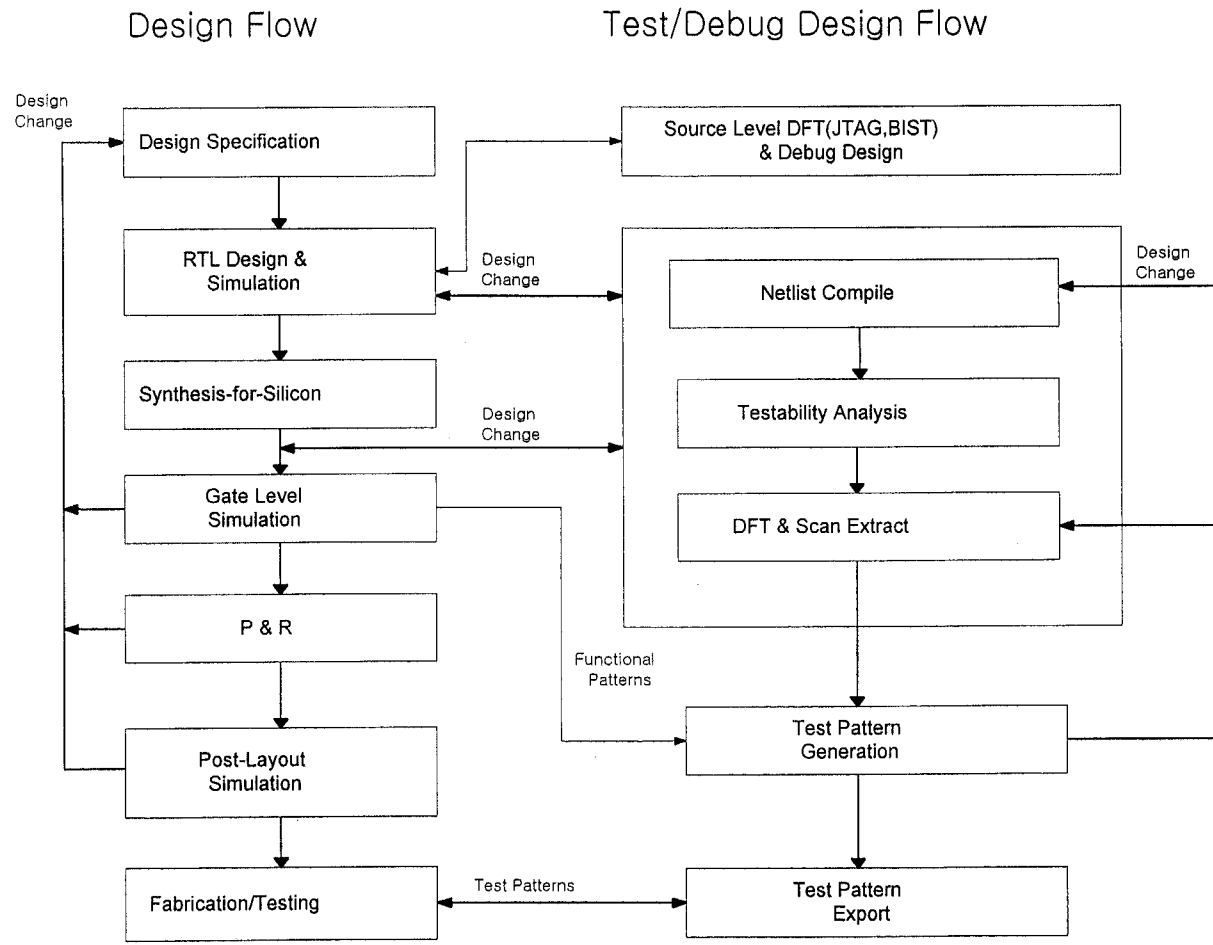 Design Flow
Test/Debug Design Flow
Design
Change
Design Specification
Source Level DFT(JTAG,BIST)
& Debug Design
RTL Design &
Simulation
Design
Change
Netlist Compile
Design
Change
Synthesis-for-Silicon
Testability Analysis
Design
Change
Gate Level
Simulation
DFT & Scan Extract
P & R
Functional
Patterns
Post-Layout
Simulation
Test Pattern
Generation
Fabrication/Testing
Test Patterns
Test Pattern
Export